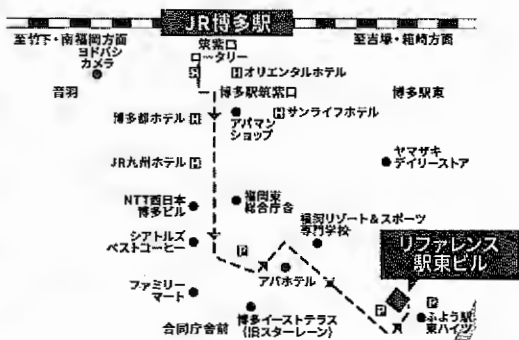 JR博多駅
至竹下・南福岡方面
至吉塚・箱崎方面
筑紫口
ロータリー
ヨドバシ
カメラ
H オリエンタルホテル
音羽
博多駅筑紫口
博多駅東
博多都ホテル H
アパマン
ショップ
H サンライフホテル
JR九州ホテル H
ヤマザキ
デイリーストア
NTT西日本
博多ビル
福岡東
総合庁舎
福岡リゾート&スポーツ
専門学校
シアトルズ
ベストコーヒー
P
リファレンス
駅東ビル
アパホテル
ファミリー
マート
P
P
ふよう駅
東ハイツ
合同庁舎前
博多イーストテラス
(旧スターレーン)